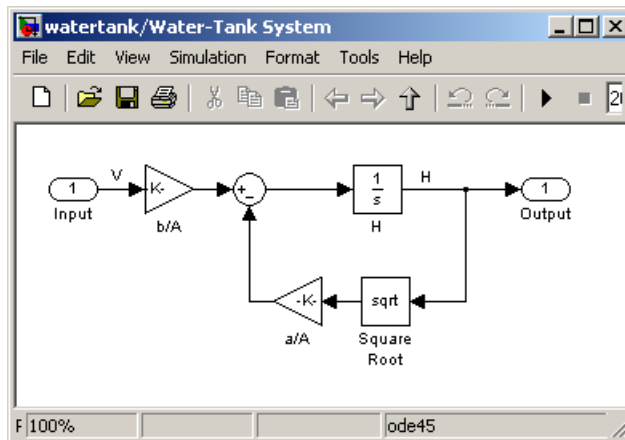 watertank/Water-Tank System
File Edit View Simulation Format Tools Help
V
H
1
K-
+
-
1
s
1
Input
b/A
H
Output
-K-
sqrt
a/A
Square
Root
F 100%
ode45